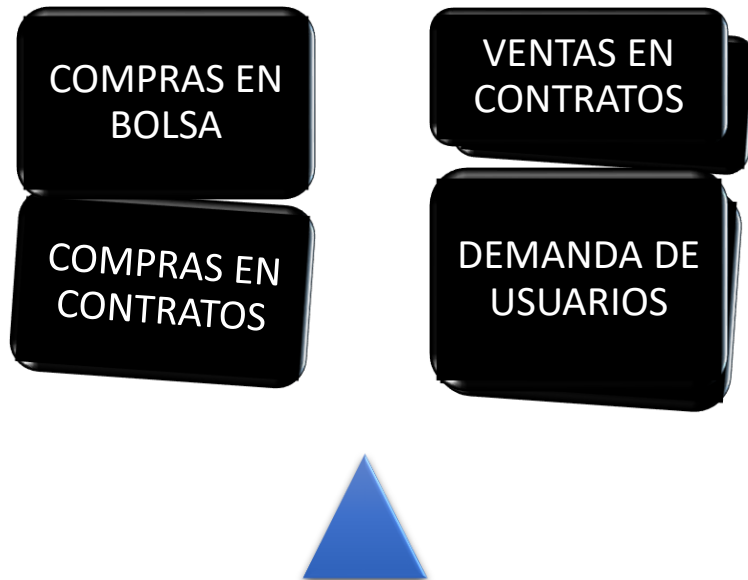 COMPRAS EN
BOLSA
COMPRAS EN
CONTRATOS
VENTAS EN
CONTRATOS
DEMANDA DE
USUARIOS